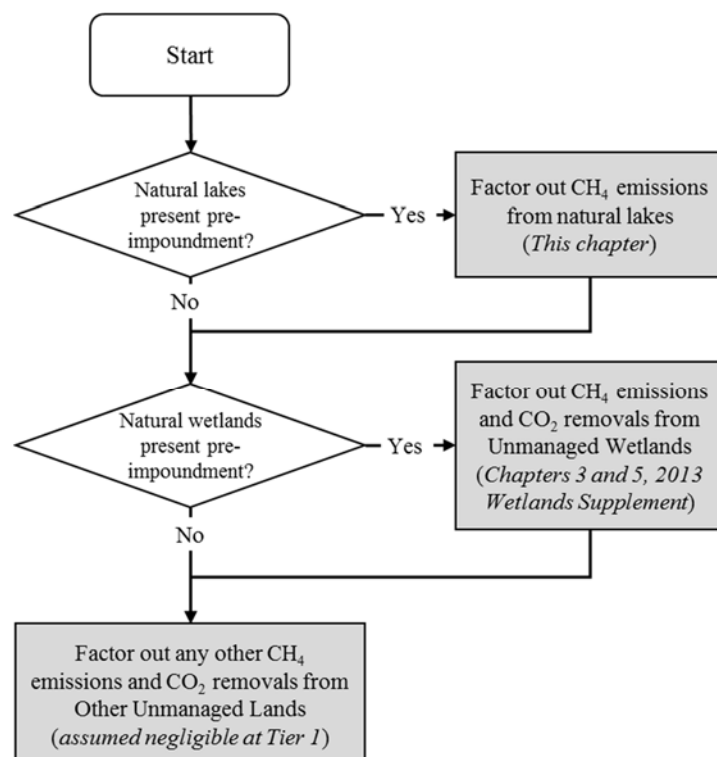 Start
Natural lakes
present pre-
impoundment?
Yes
Factor out CH₄ emissions
from natural lakes
(This chapter)
No
Natural wetlands
present pre-
impoundment?
Yes
Factor out CH₄ emissions
and CO₂ removals from
Unmanaged Wetlands
(Chapters 3 and 5, 2013
Wetlands Supplement)
No
Factor out any other CH₄
emissions and CO₂ removals from
Other Unmanaged Lands
(assumed negligible at Tier 1)